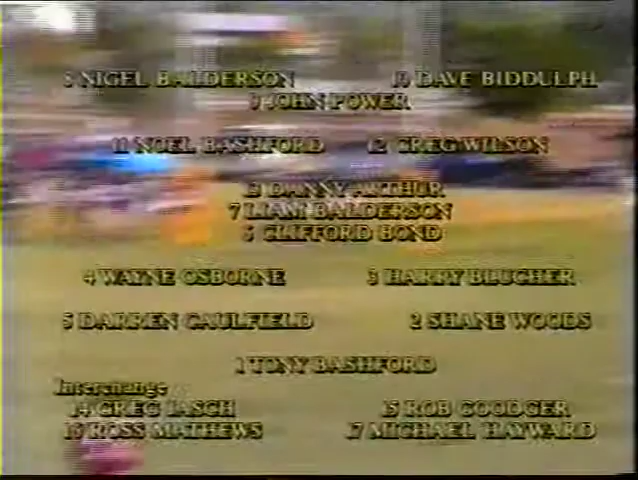 8 NIGEL BALDERSON 10 DAVE BIDDULPH
9 JOHN POWER
11 NOEL BASHFORD 12 GREG WILSON
13 DANNY ARTHUR
7 LIAM BALDERSON
6 CLIFFORD BOND
4 WAYNE OSBORNE 3 HARRY BLUCHER
5 DARREN CAULFIELD 2 SHANE WOODS
1 TONY BASHFORD
Interchange
14 GREG TASCH 15 ROB GOODGER
ROSS MATHEWS 17 MICHAEL HAYWARD